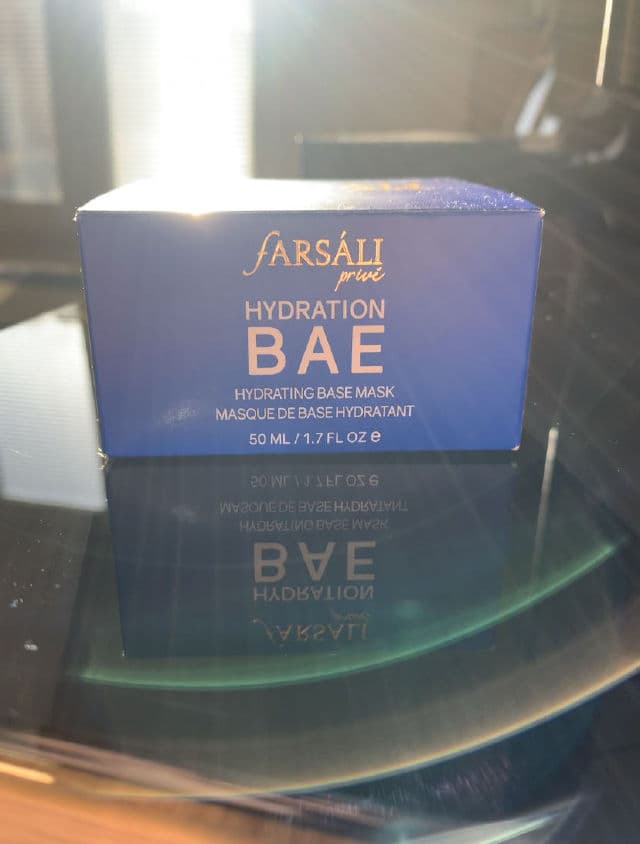 FARSÁLI
privé
HYDRATION
BAE
HYDRATING BASE MASK
MASQUE DE BASE HYDRATANT
50 ML / 1.7 FL OZ e